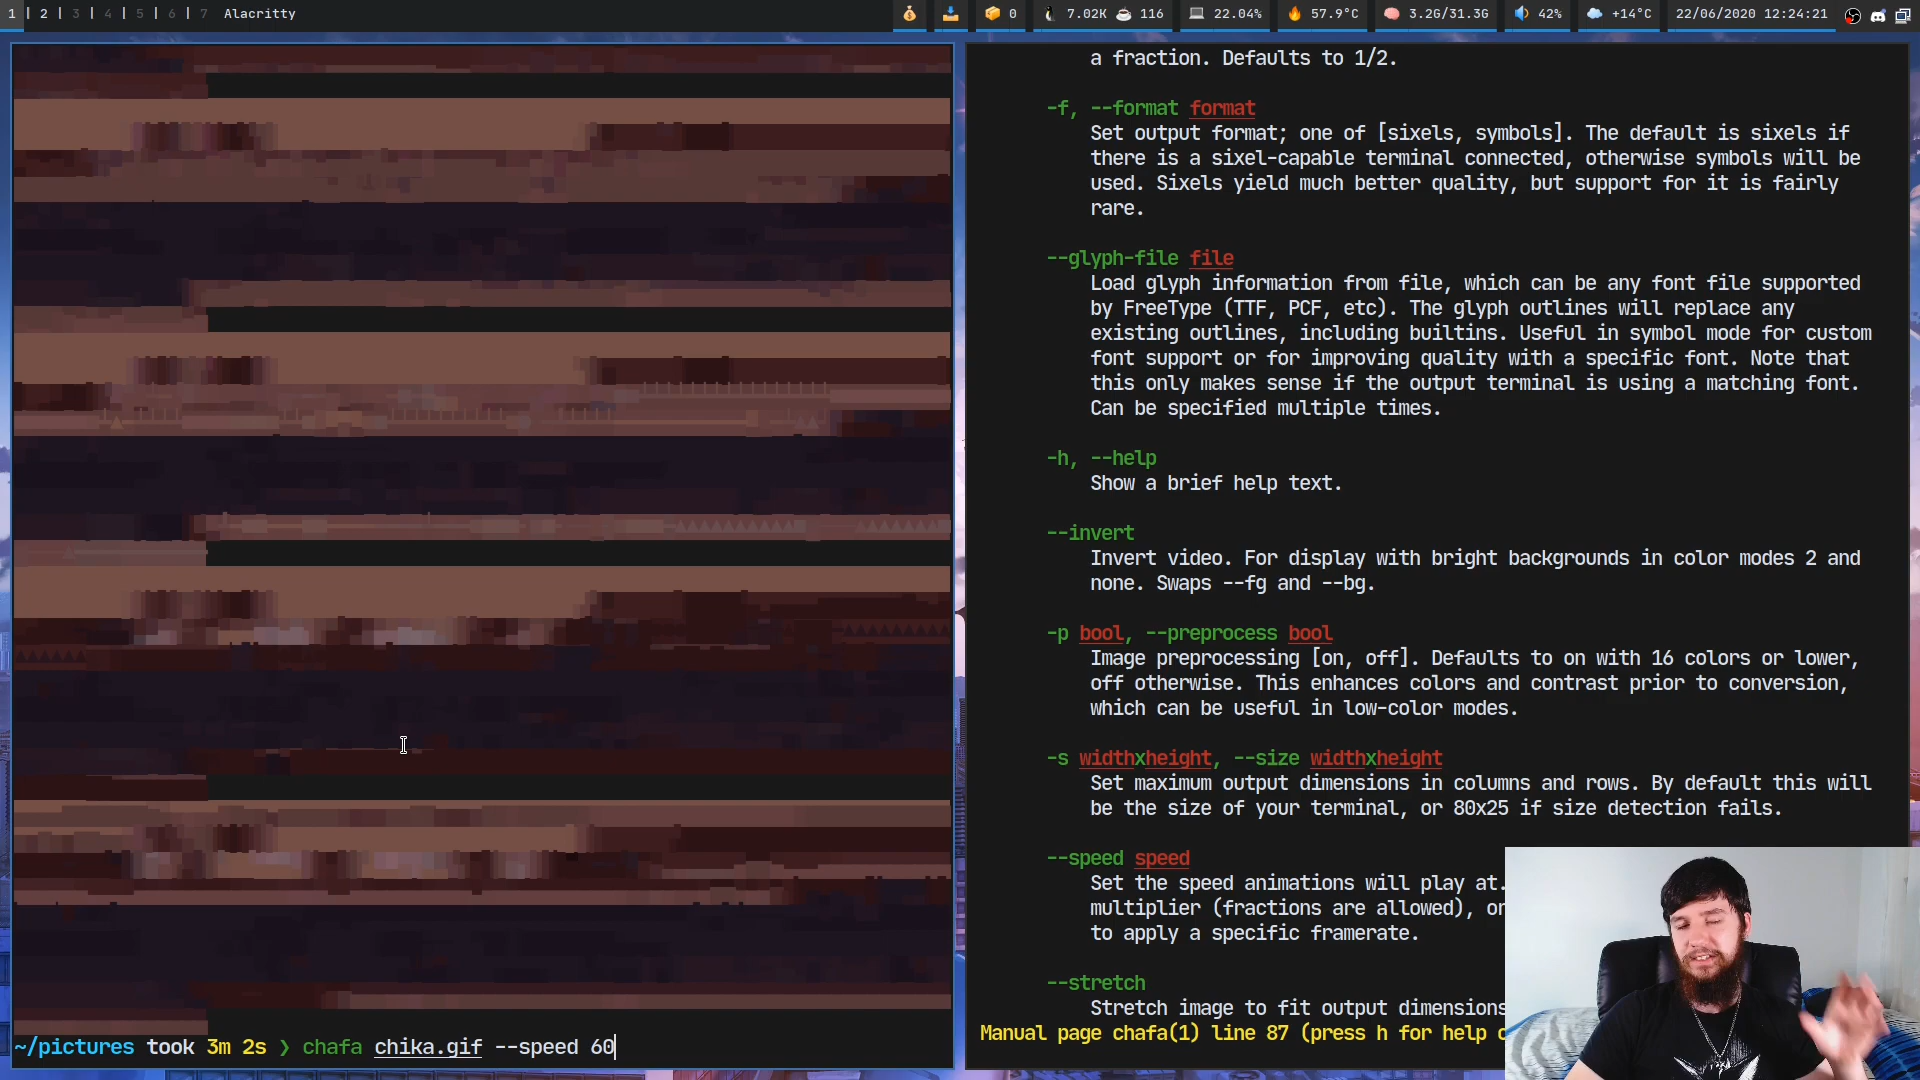 1 | 2 | 3 | 4 | 5 | 6 | 7 Alacritty
0 7.02K 116 22.04% 57.9°C 3.2G/31.3G 42% +14°C 22/06/2020 12:24:21
~/pictures took 3m 2s ❯ chafa chika.gif --speed 60
a fraction. Defaults to 1/2.
-f, --format format
Set output format; one of [sixels, symbols]. The default is sixels if
there is a sixel-capable terminal connected, otherwise symbols will be
used. Sixels yield much better quality, but support for it is fairly
rare.
--glyph-file file
Load glyph information from file, which can be any font file supported
by FreeType (TTF, PCF, etc). The glyph outlines will replace any
existing outlines, including builtins. Useful in symbol mode for custom
font support or for improving quality with a specific font. Note that
this only makes sense if the output terminal is using a matching font.
Can be specified multiple times.
-h, --help
Show a brief help text.
--invert
Invert video. For display with bright backgrounds in color modes 2 and
none. Swaps --fg and --bg.
-p bool, --preprocess bool
Image preprocessing [on, off]. Defaults to on with 16 colors or lower,
off otherwise. This enhances colors and contrast prior to conversion,
which can be useful in low-color modes.
-s widthxheight, --size widthxheight
Set maximum output dimensions in columns and rows. By default this will
be the size of your terminal, or 80x25 if size detection fails.
--speed speed
Set the speed animations will play at.
multiplier (fractions are allowed), or
to apply a specific framerate.
--stretch
Stretch image to fit output dimensions
Manual page chafa(1) line 87 (press h for help